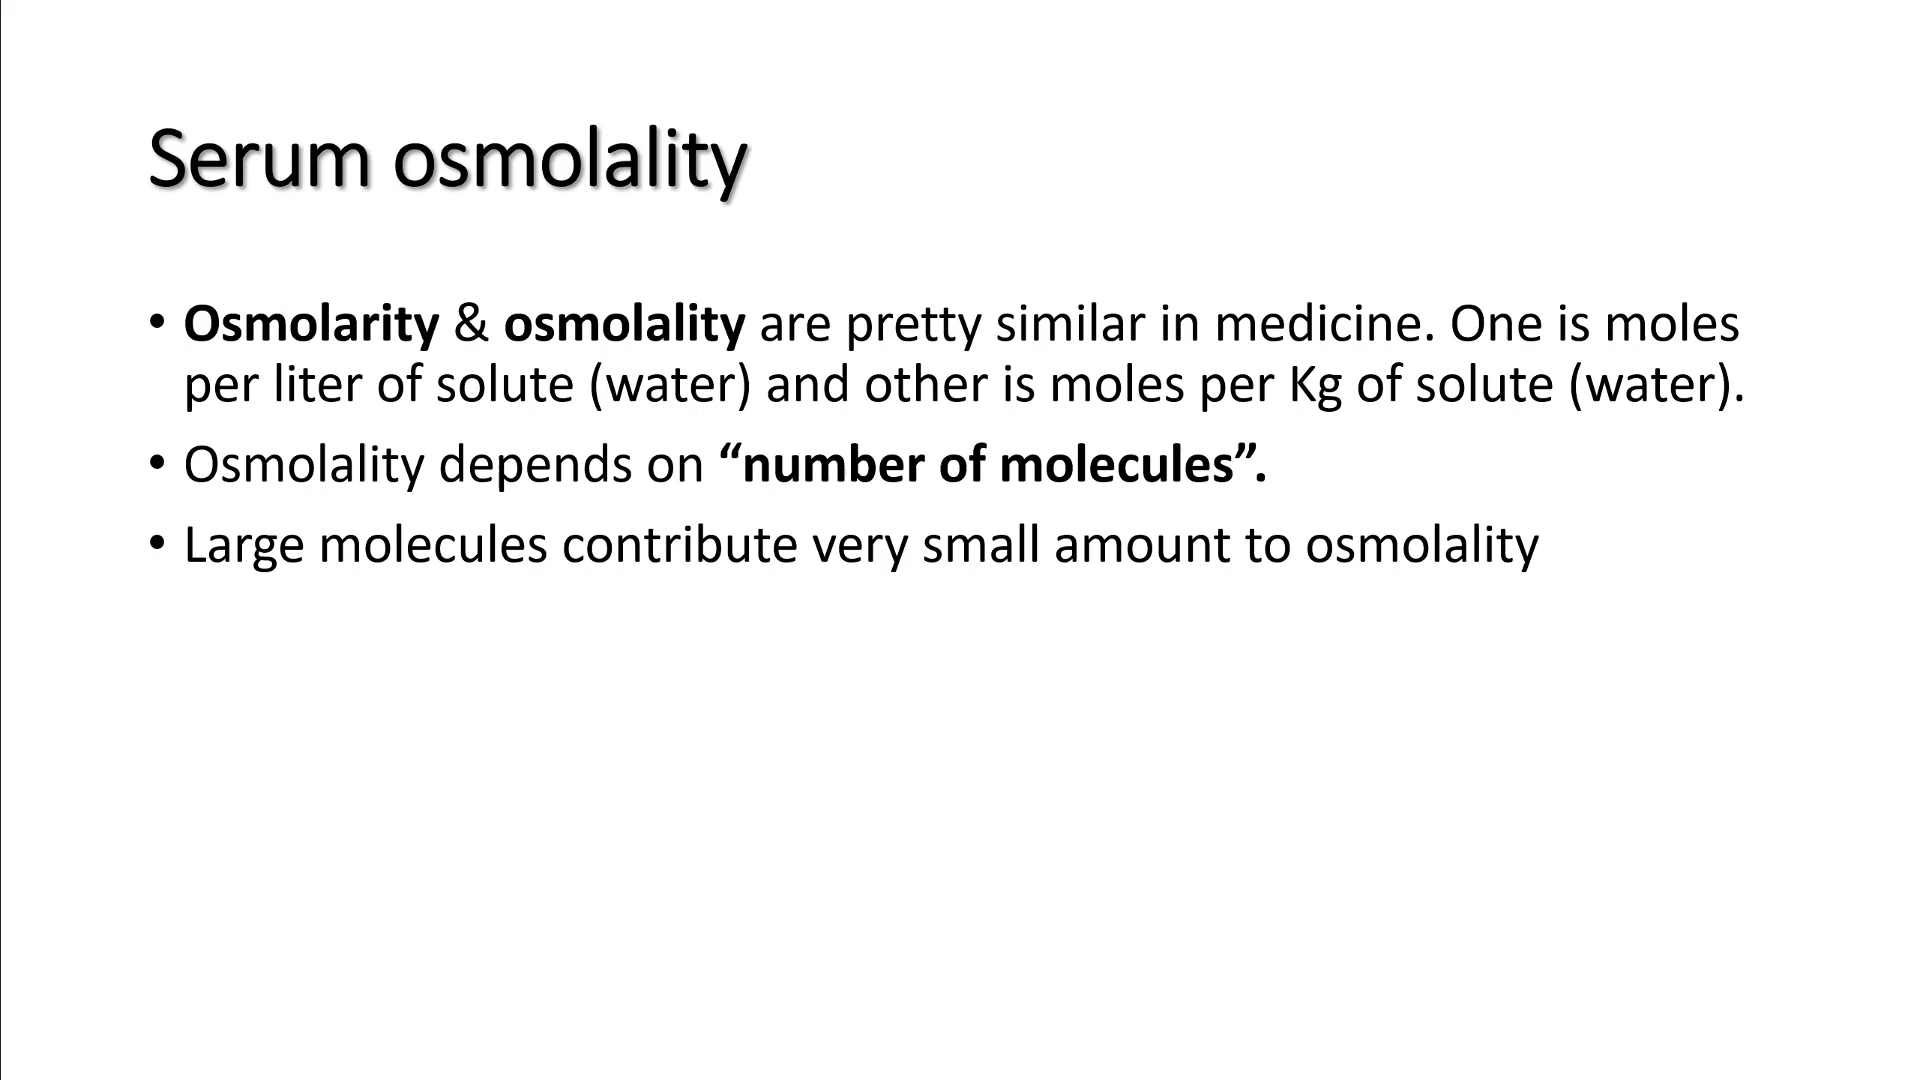 Serum osmolality
• Osmolarity & osmolality are pretty similar in medicine. One is moles
per liter of solute (water) and other is moles per Kg of solute (water).
• Osmolality depends on “number of molecules”.
• Large molecules contribute very small amount to osmolality